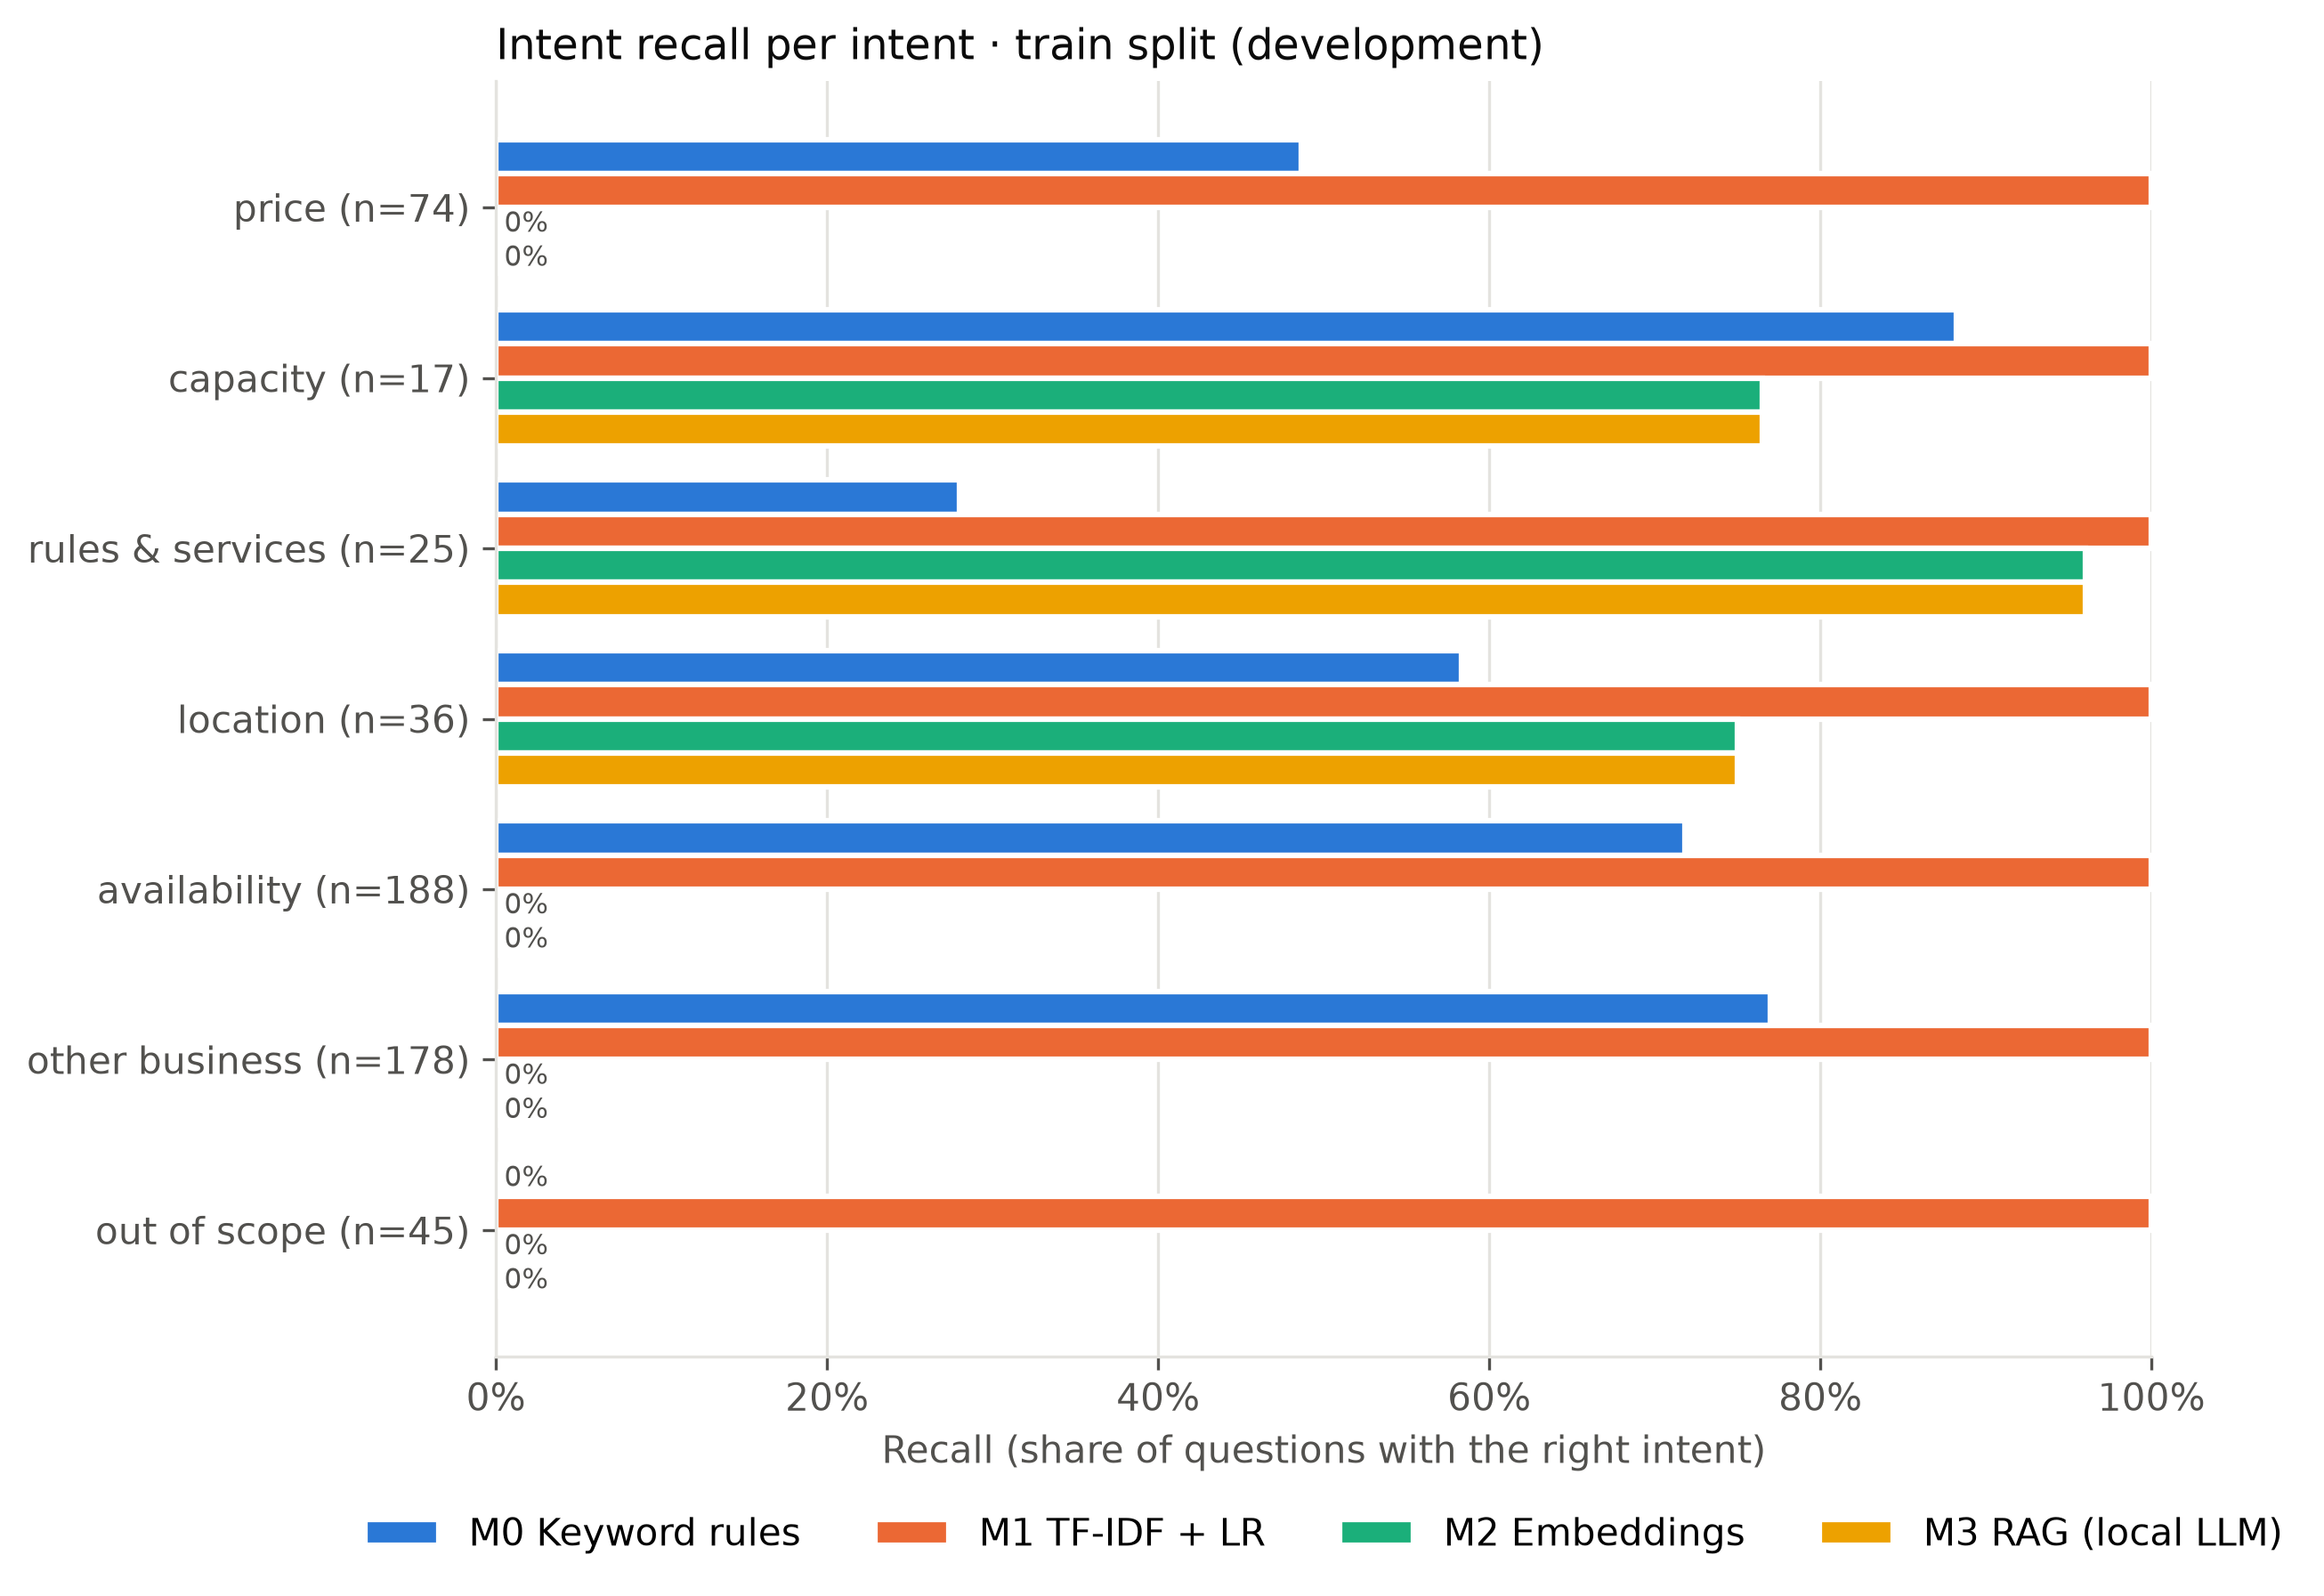 Intent recall per intent · train split (development)
price (n=74)
0%
0%
capacity (n=17)
rules & services (n=25)
location (n=36)
availability (n=188)
0%
0%
other business (n=178)
0%
0%
0%
out of scope (n=45)
0%
0%
0% 20% 40% 60% 80% 100%
Recall (share of questions with the right intent)
M0 Keyword rules M1 TF-IDF + LR M2 Embeddings M3 RAG (local LLM)